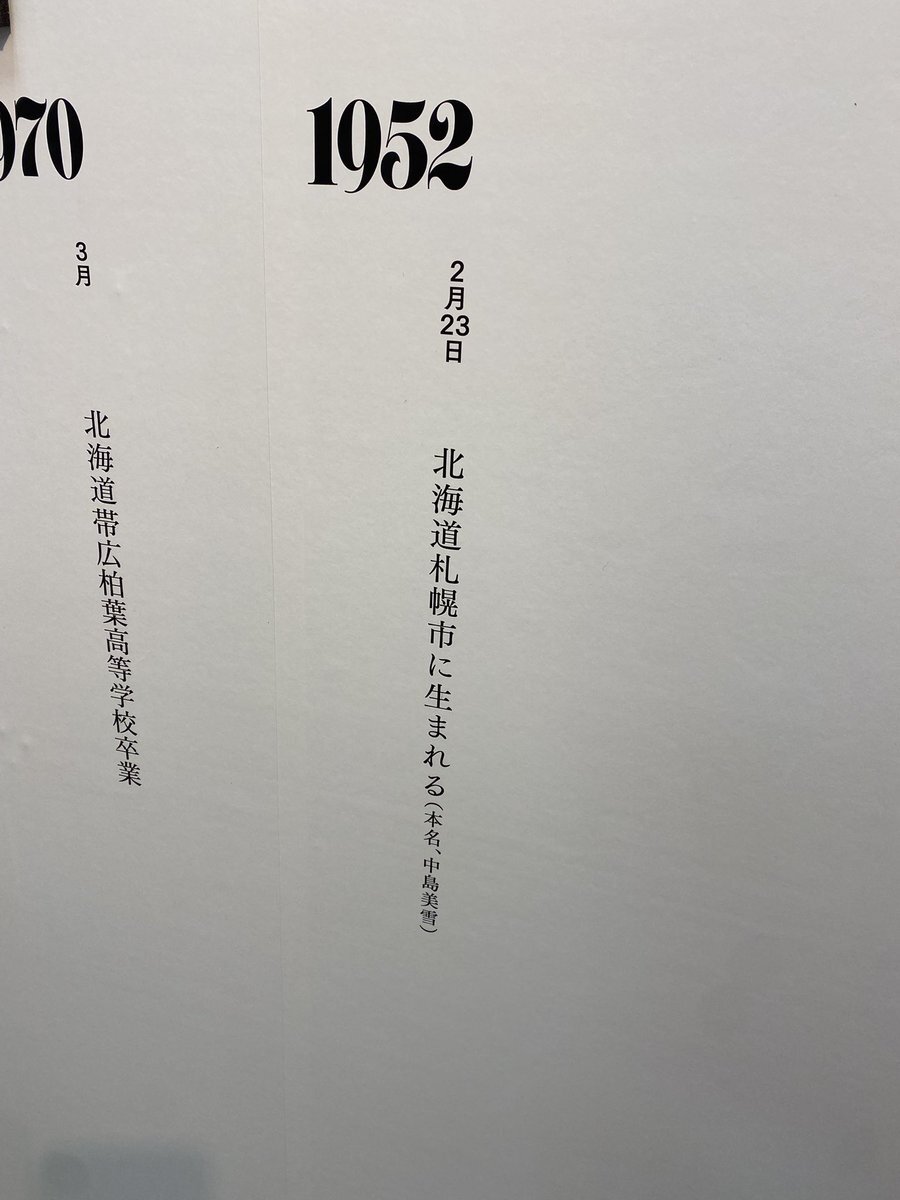 1952
2月23日
北海道札幌市に生まれる(本名、中島美雪)
970
3月
北海道帯広柏葉高等学校卒業